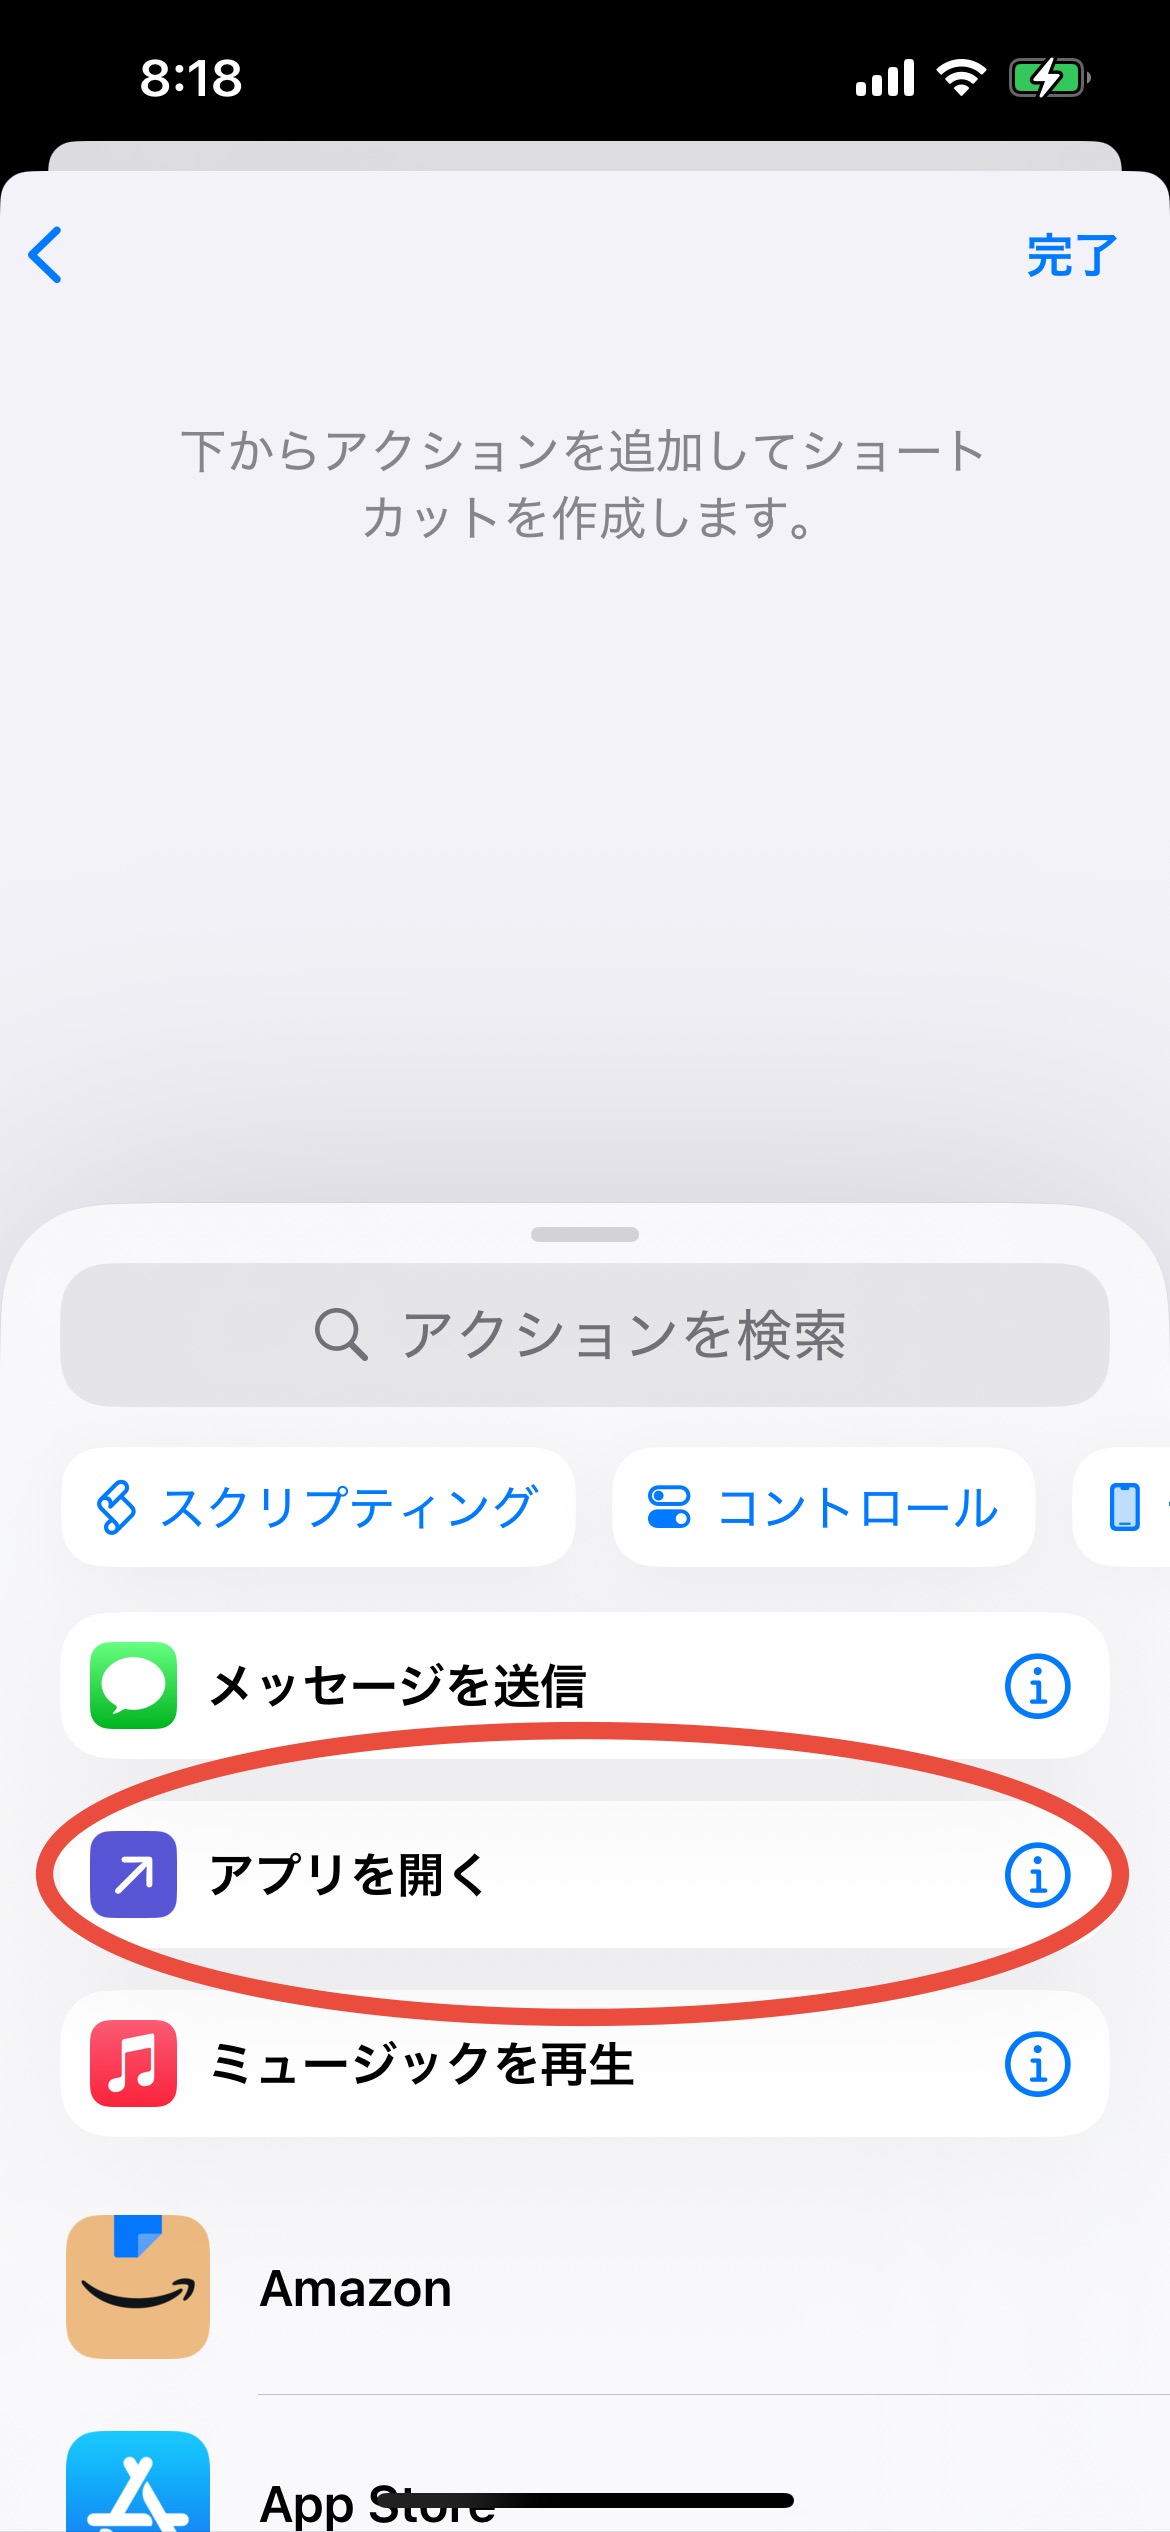 8:18
完了
下からアクションを追加してショート
カットを作成します。
アクションを検索
スクリプティング
コントロール
メッセージを送信
アプリを開く
ミュージックを再生
Amazon
App Store